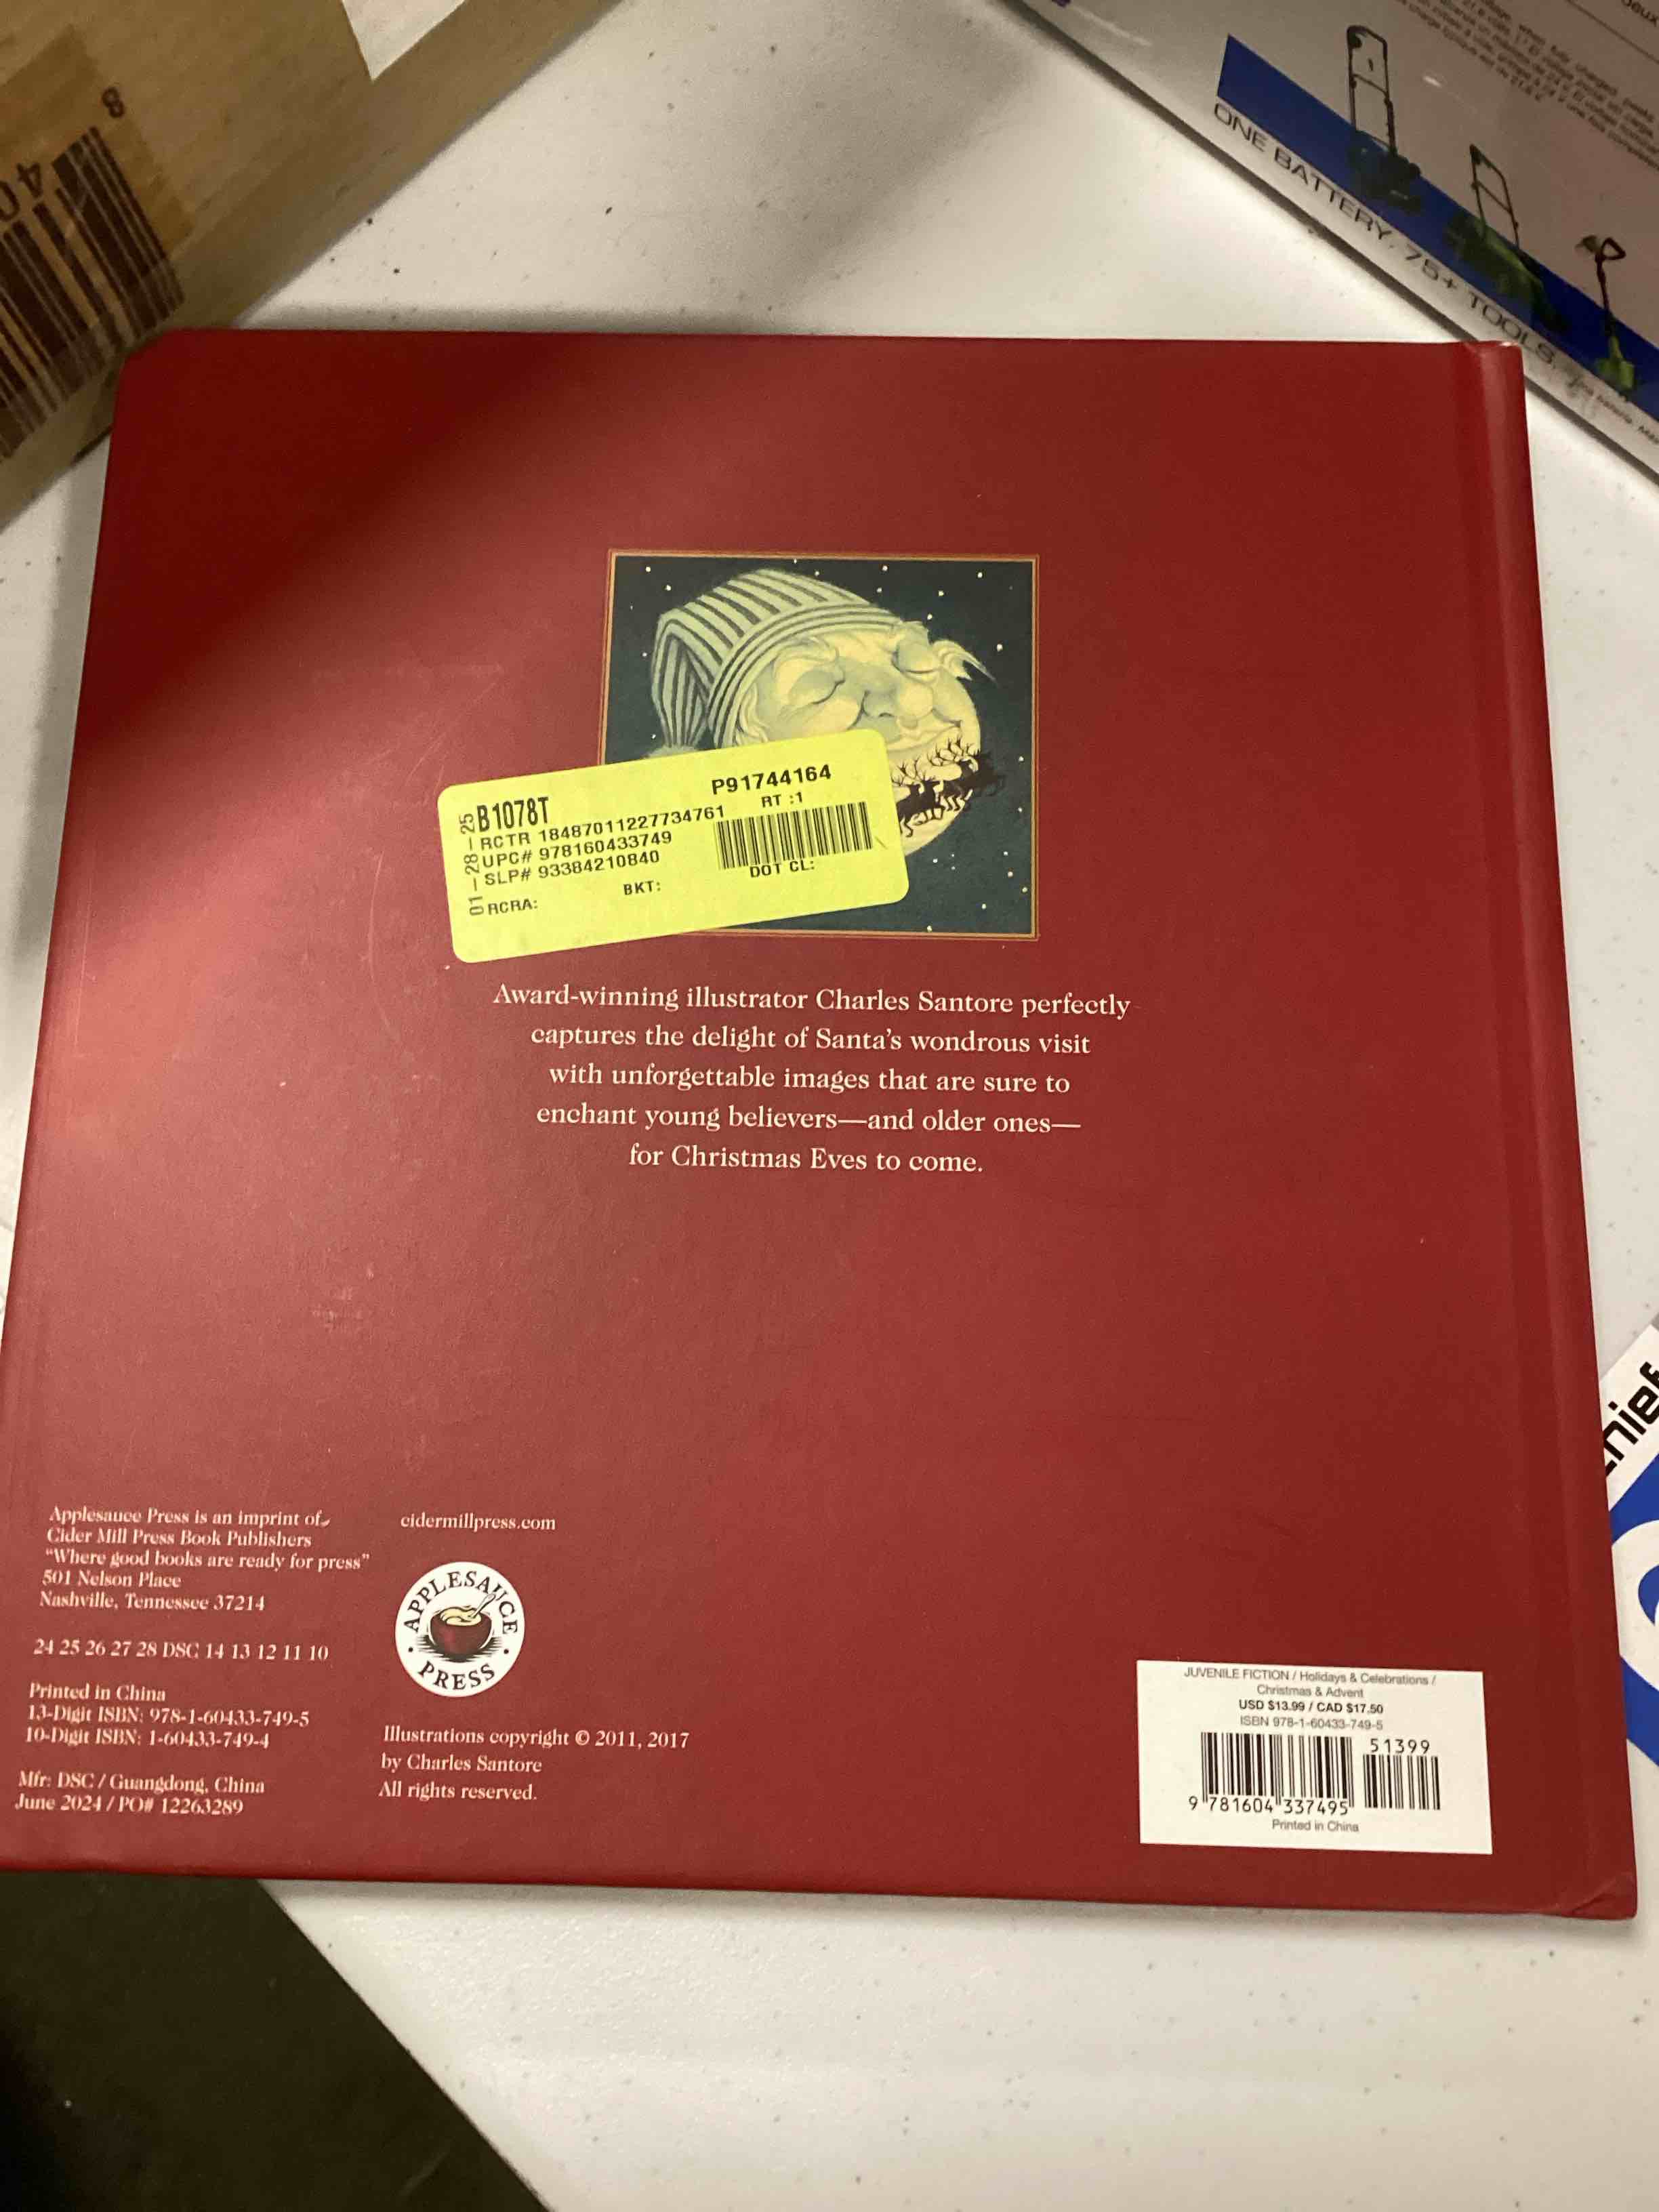 8
40
ONE BATTERY, 75+ TOOLS,
P91744164
RT :1
B1078T
01-28-25
RCTR 18487011227734761
UPC# 978160433749
SLP# 93384210840
DOT CL:
BKT:
RCRA:
Award-winning illustrator Charles Santore perfectly
captures the delight of Santa's wondrous visit
with unforgettable images that are sure to
enchant young believers—and older ones—
for Christmas Eves to come.
Applesauce Press is an imprint of
Cider Mill Press Book Publishers
"Where good books are ready for press"
501 Nelson Place
Nashville, Tennessee 37214
24 25 26 27 28 DSC 14 13 12 11 10
Printed in China
13-Digit ISBN: 978-1-60433-749-5
10-Digit ISBN: 1-60433-749-4
Mfr: DSC / Guangdong, China
June 2024 / PO# 12263289
cidermillpress.com
APPLESAUCE
PRESS
Illustrations copyright © 2011, 2017
by Charles Santore
All rights reserved.
JUVENILE FICTION / Holidays & Celebrations /
Christmas & Advent
USD $13.99 / CAD $17.50
ISBN 978-1-60433-749-5
51399
9 781604 337495
Printed in China